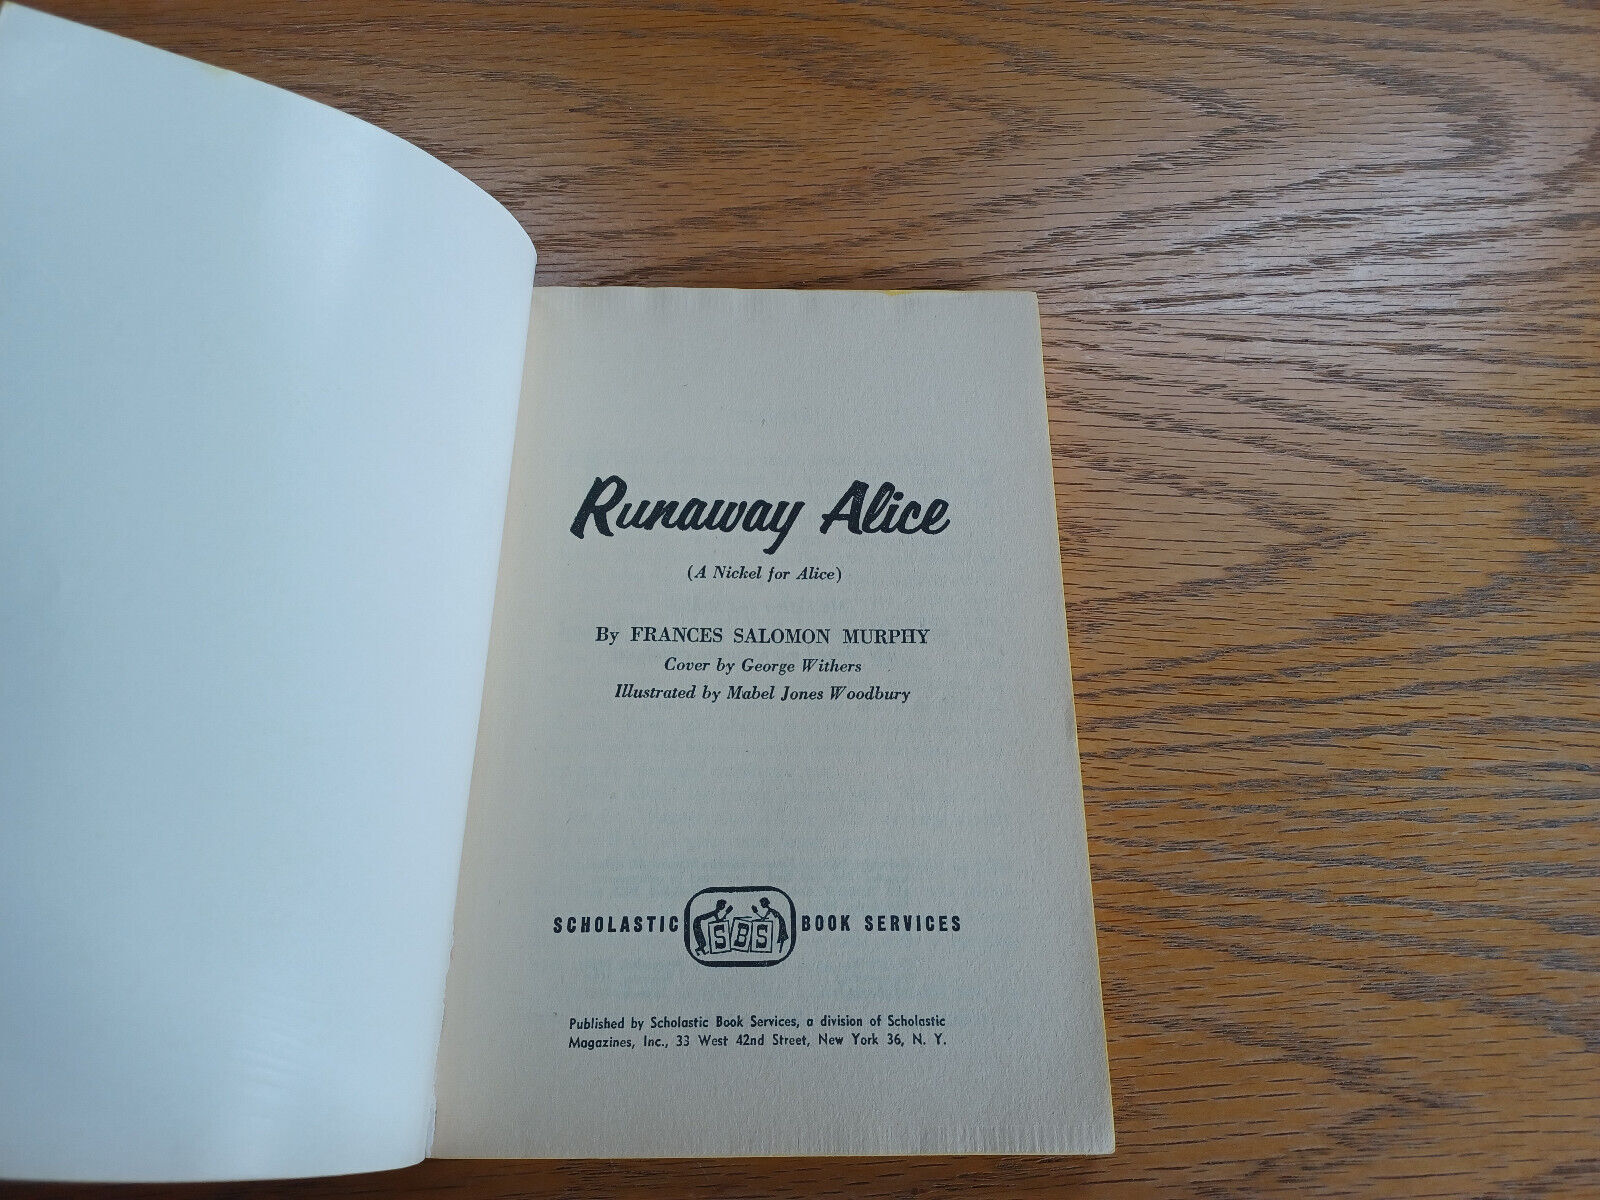 Runaway Alice
(A Nickel for Alice)
By FRANCES SALOMON MURPHY
Cover by George Withers
Illustrated by Mabel Jones Woodbury
SCHOLASTIC SBS BOOK SERVICES
Published by Scholastic Book Services, a division of Scholastic
Magazines, Inc., 33 West 42nd Street, New York 36, N. Y.